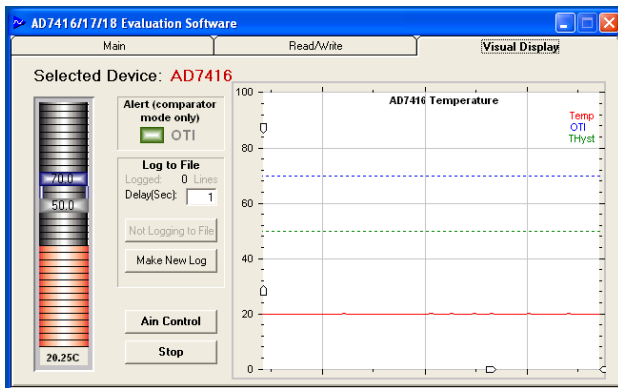 AD7416/17/18 Evaluation Software
Main
Read/Write
Visual Display
Selected Device: AD7416
70.0
50.0
20.25C
Alert (comparator
mode only)
OTI
Log to File
Logged: 0 Lines
Delay(Sec): 1
Not Logging to File
Make New Log
Ain Control
Stop
AD7416 Temperature
Temp
OTI
THyst
100
80
60
40
20
0